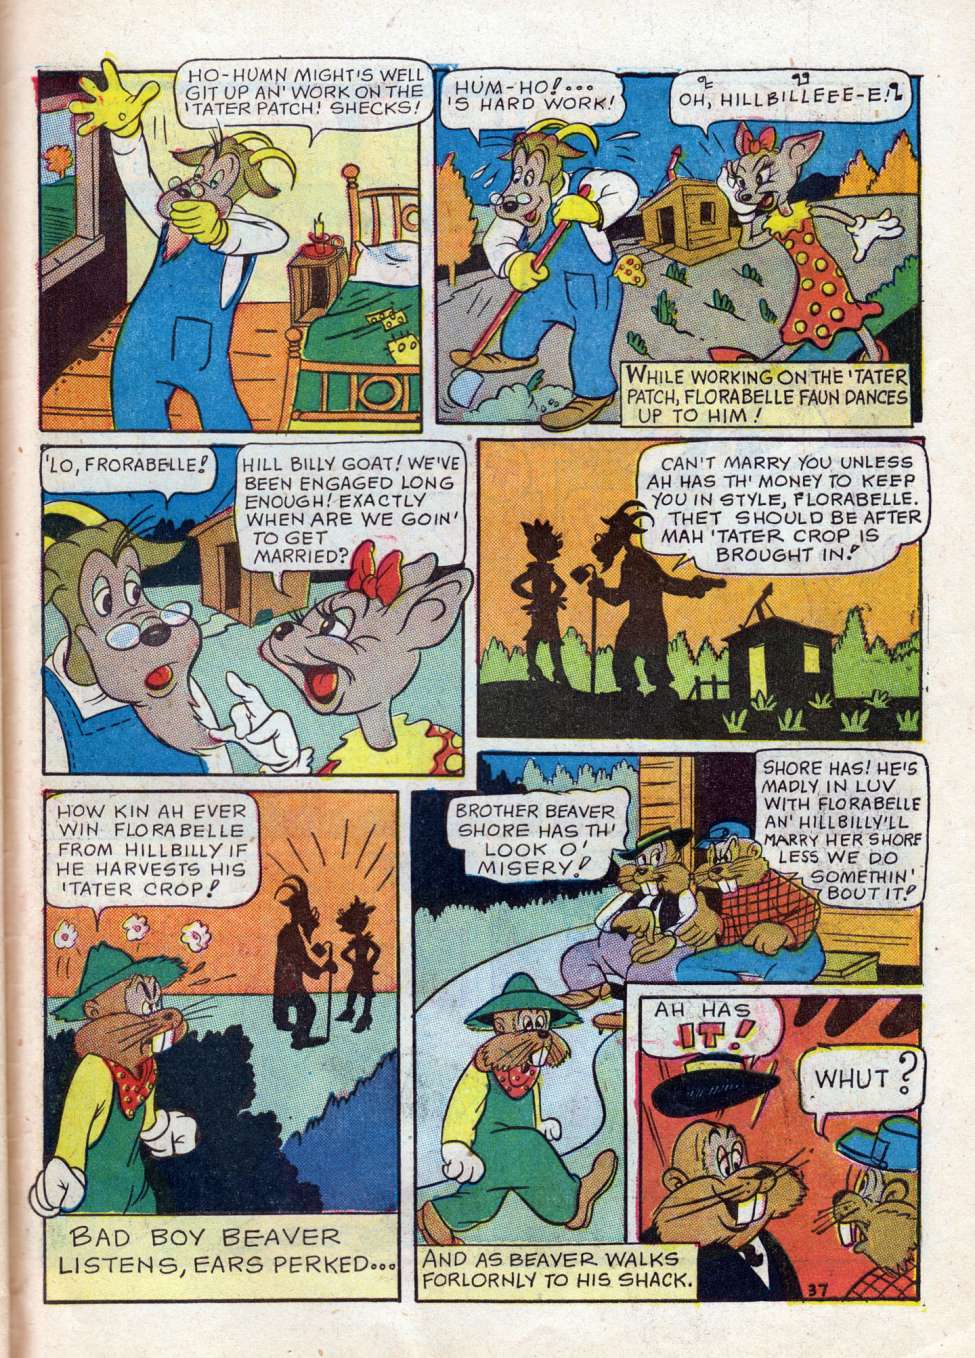 HO-HUMN MIGHT'S WELL
GIT UP AN' WORK ON THE
'TATER PATCH! SHECKS!
HUM-HO!...
'S HARD WORK!
OH, HILLBILLEEE-E!
WHILE WORKING ON THE 'TATER
PATCH, FLORABELLE FAUN DANCES
UP TO HIM!
'LO, FRORABELLE!
HILL BILLY GOAT! WE'VE
BEEN ENGAGED LONG
ENOUGH! EXACTLY
WHEN ARE WE GOIN'
TO GET
MARRIED?
CAN'T MARRY YOU UNLESS
AH HAS TH' MONEY TO KEEP
YOU IN STYLE, FLORABELLE.
THET SHOULD BE AFTER
MAH 'TATER CROP IS
BROUGHT IN!
HOW KIN AH EVER
WIN FLORABELLE
FROM HILLBILLY IF
HE HARVESTS HIS
'TATER CROP!
BAD BOY BEAVER
LISTENS, EARS PERKED...
BROTHER BEAVER
SHORE HAS TH'
LOOK O'
MISERY!
SHORE HAS! HE'S
MADLY IN LUV
WITH FLORABELLE
AN' HILLBILLY'LL
MARRY HER SHORE
LESS WE DO
SOMETHIN'
'BOUT IT!
AND AS BEAVER WALKS
FORLORNLY TO HIS SHACK.
AH HAS
IT!
WHUT?
37